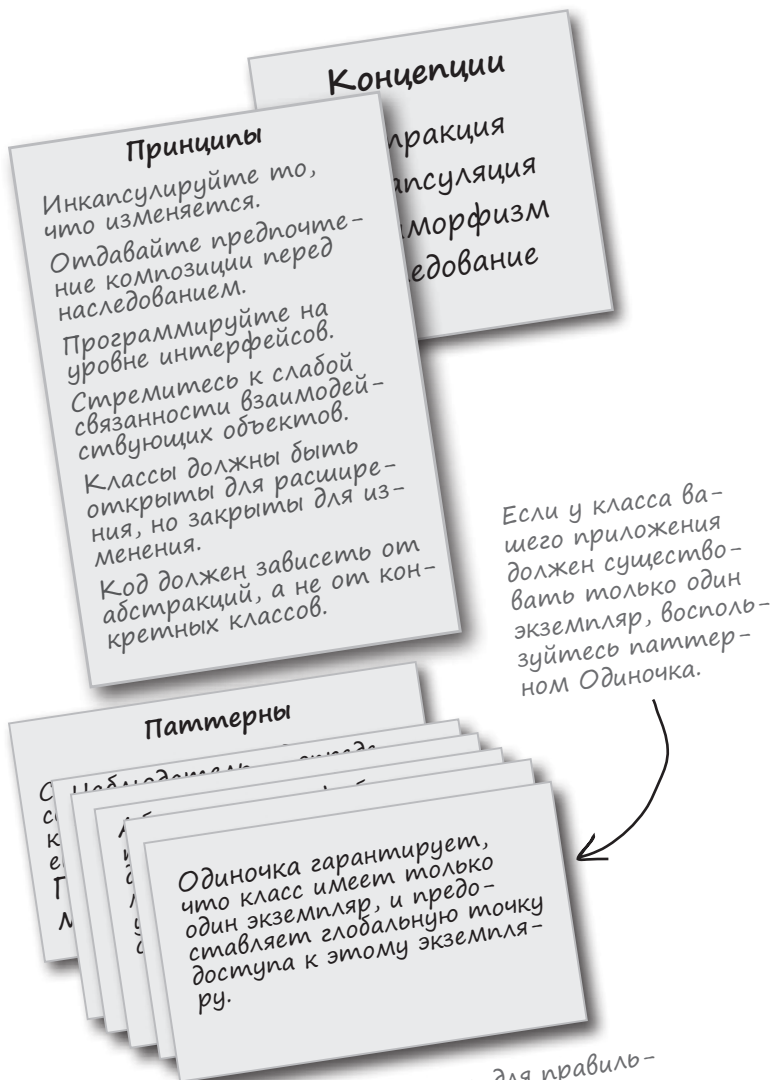 Концепции
Принципы
Инкапсулируйте то,
что изменяется.
Отдавайте предпочте-
ние композиции перед
наследованием.
Программируйте на
уровне интерфейсов.
Стремитесь к слабой
связанности взаимодей-
ствующих объектов.
Классы должны быть
открыты для расшире-
ния, но закрыты для из-
менения.
Код должен зависеть от
абстракций, а не от кон-
кретных классов.
Если у класса ва-
шего приложения
должен существо-
вать только один
экземпляр, восполь-
зуйтесь паттер-
ном Одиночка.
Паттерны
Одиночка гарантирует,
что класс имеет только
один экземпляр, и предо-
ставляет глобальную точку
доступа к этому экземпля-
ру.
для правиль-